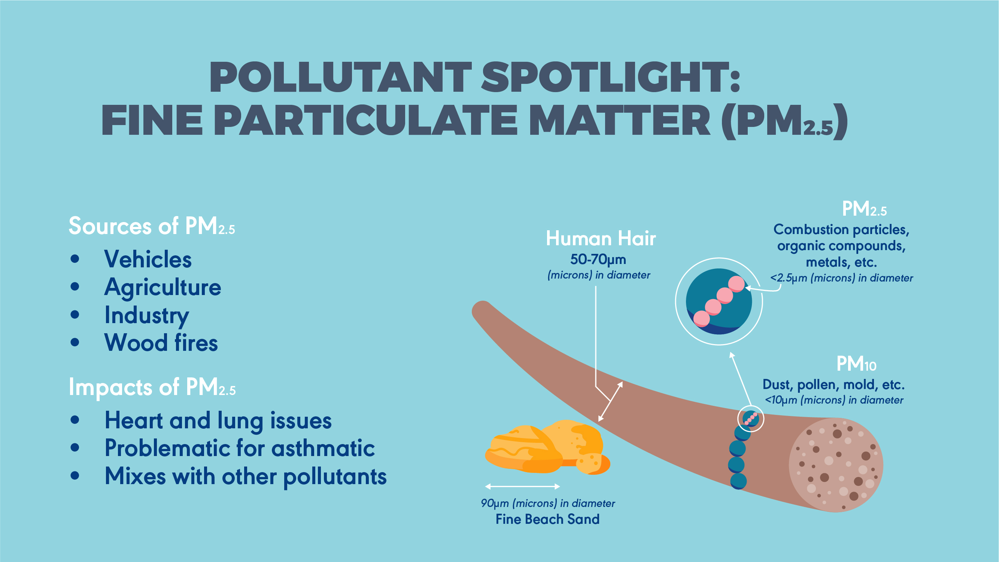 POLLUTANT SPOTLIGHT:
FINE PARTICULATE MATTER (PM2.5)
Sources of PM2.5
• Vehicles
• Agriculture
• Industry
• Wood fires
Impacts of PM2.5
• Heart and lung issues
• Problematic for asthmatic
• Mixes with other pollutants
Human Hair
50-70µm
(microns) in diameter
PM2.5
Combustion particles,
organic compounds,
metals, etc.
<2.5µm (microns) in diameter
PM10
Dust, pollen, mold, etc.
<10µm (microns) in diameter
90µm (microns) in diameter
Fine Beach Sand